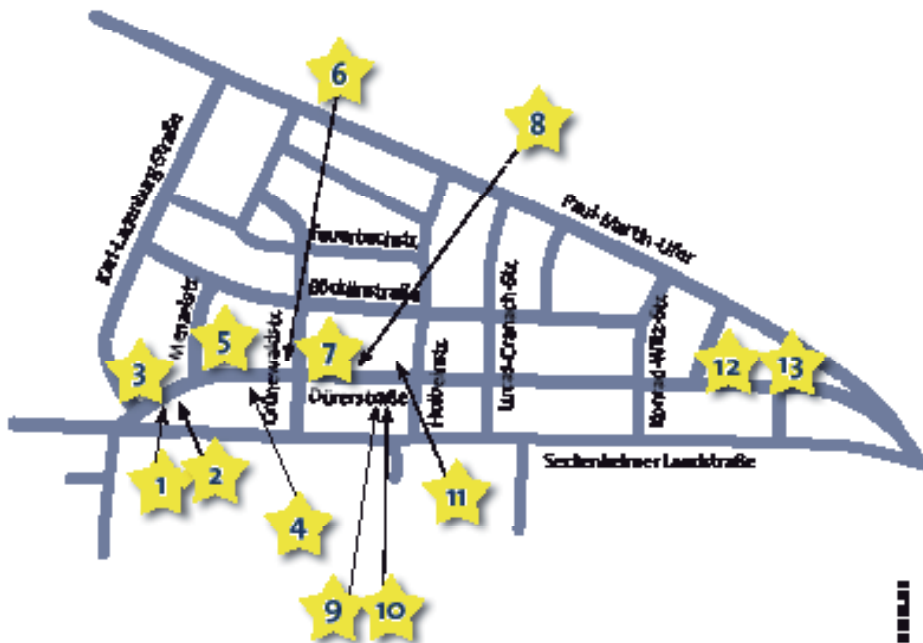 6
8
Karl-Ladenburg-Straße
Paul-Martin-Ufer
Feuerbachstr.
Böcklinstraße
Menzelstr.
Grünewaldstr.
Holbeinstr.
Lucas-Cranach-Str.
Konrad-Witz-Str.
3
5
7
12
13
Dürerstraße
Seckenheimer Landstraße
1
2
4
11
9
10